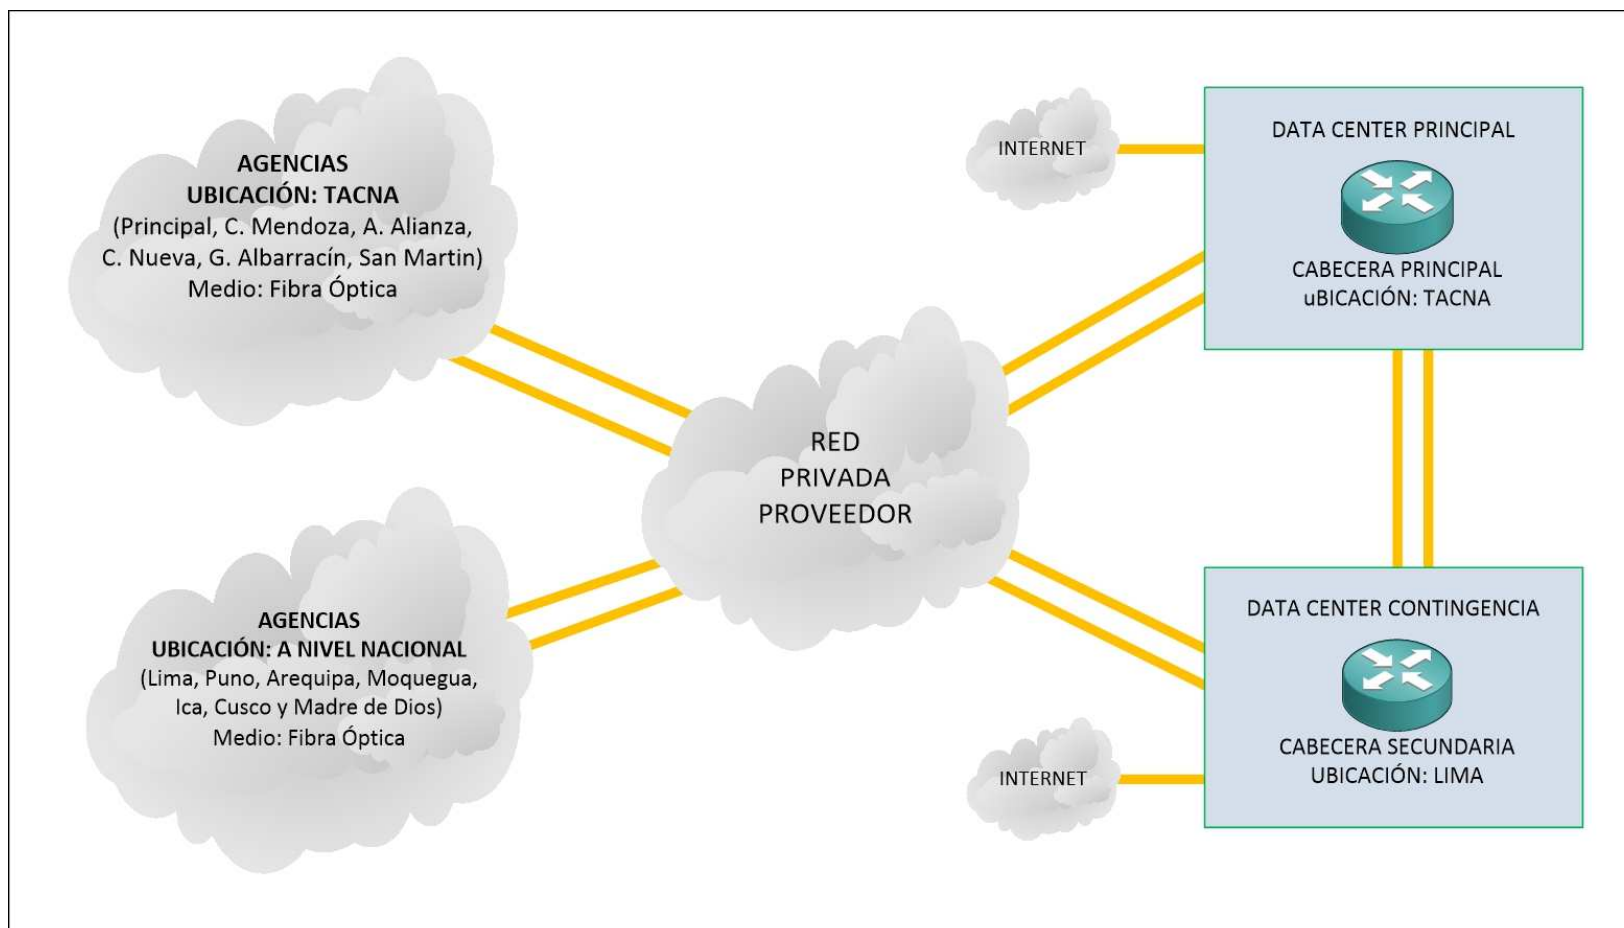 AGENCIAS
UBICACIÓN: TACNA
(Principal, C. Mendoza, A. Alianza,
C. Nueva, G. Albarracín, San Martin)
Medio: Fibra Óptica
AGENCIAS
UBICACIÓN: A NIVEL NACIONAL
(Lima, Puno, Arequipa, Moquegua,
Ica, Cusco y Madre de Dios)
Medio: Fibra Óptica
RED
PRIVADA
PROVEEDOR
INTERNET
DATA CENTER PRINCIPAL
CABECERA PRINCIPAL
uBICACIÓN: TACNA
DATA CENTER CONTINGENCIA
CABECERA SECUNDARIA
UBICACIÓN: LIMA
INTERNET